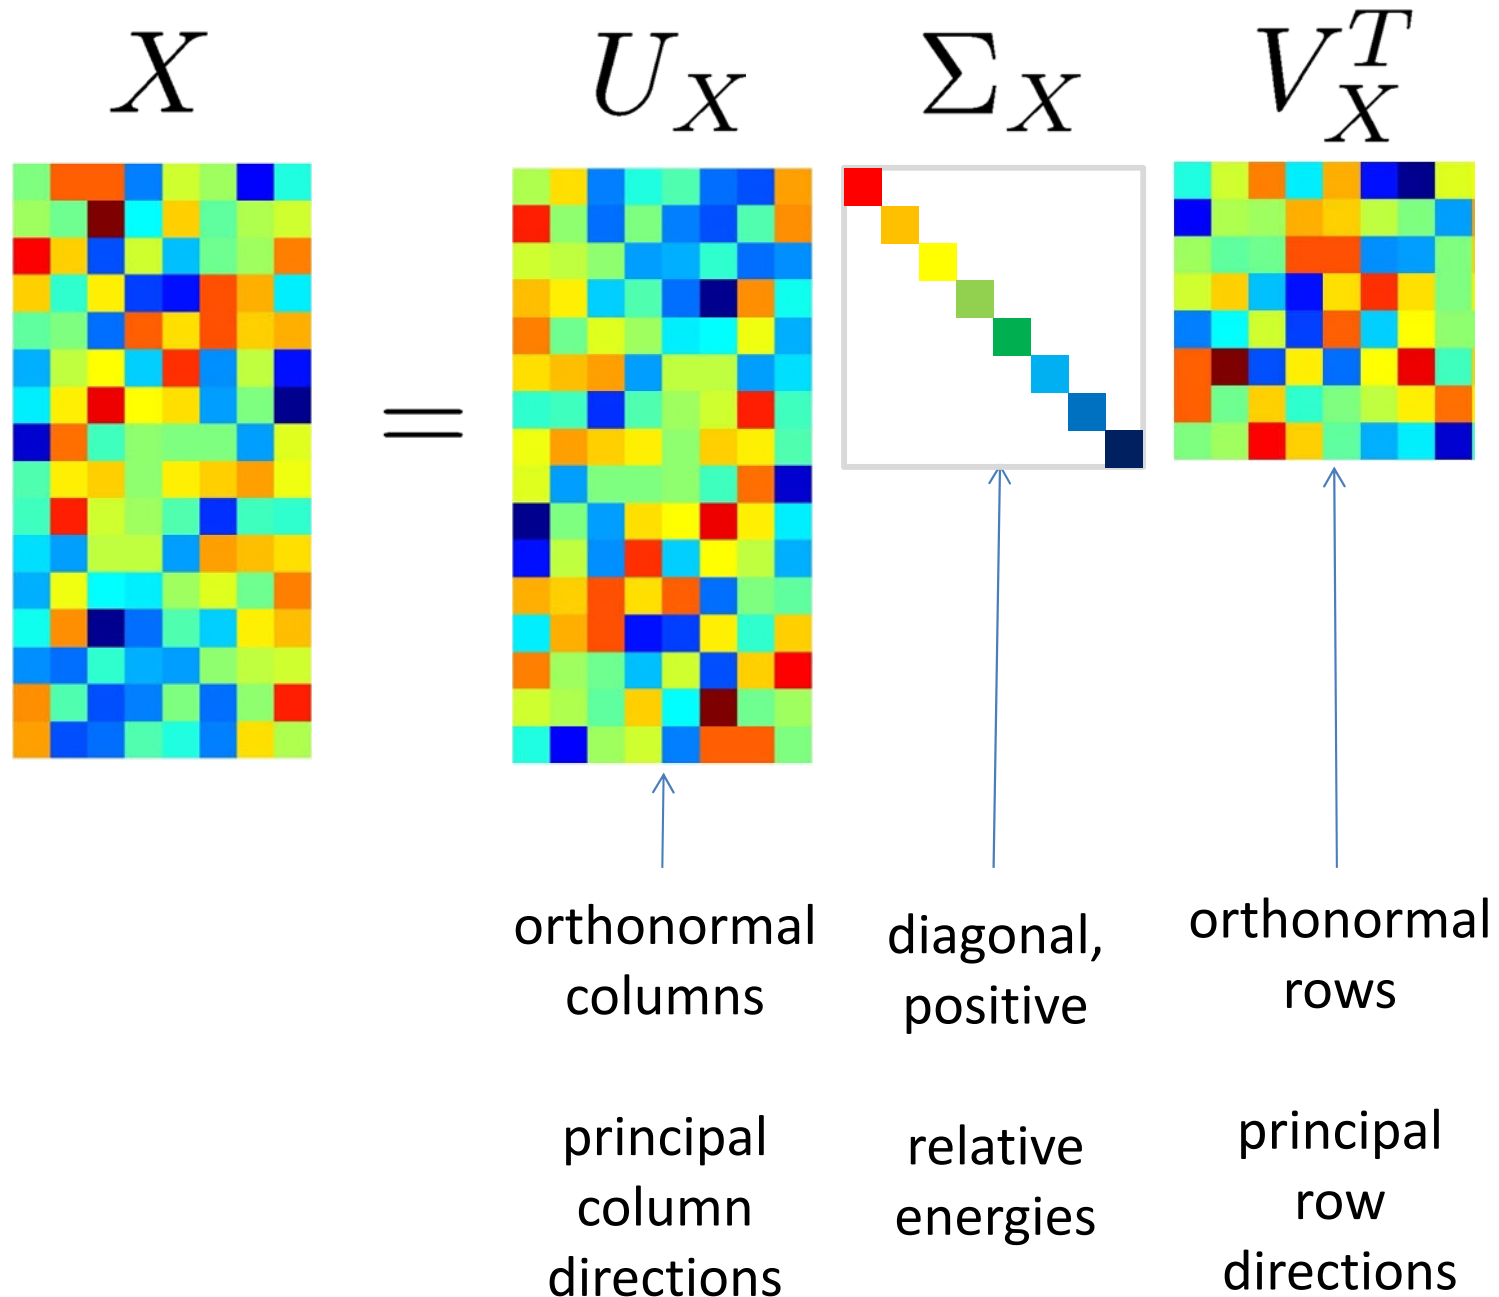 X = U_X Σ_X V_X^T
orthonormal
columns
diagonal,
positive
orthonormal
rows
principal
column
directions
relative
energies
principal
row
directions